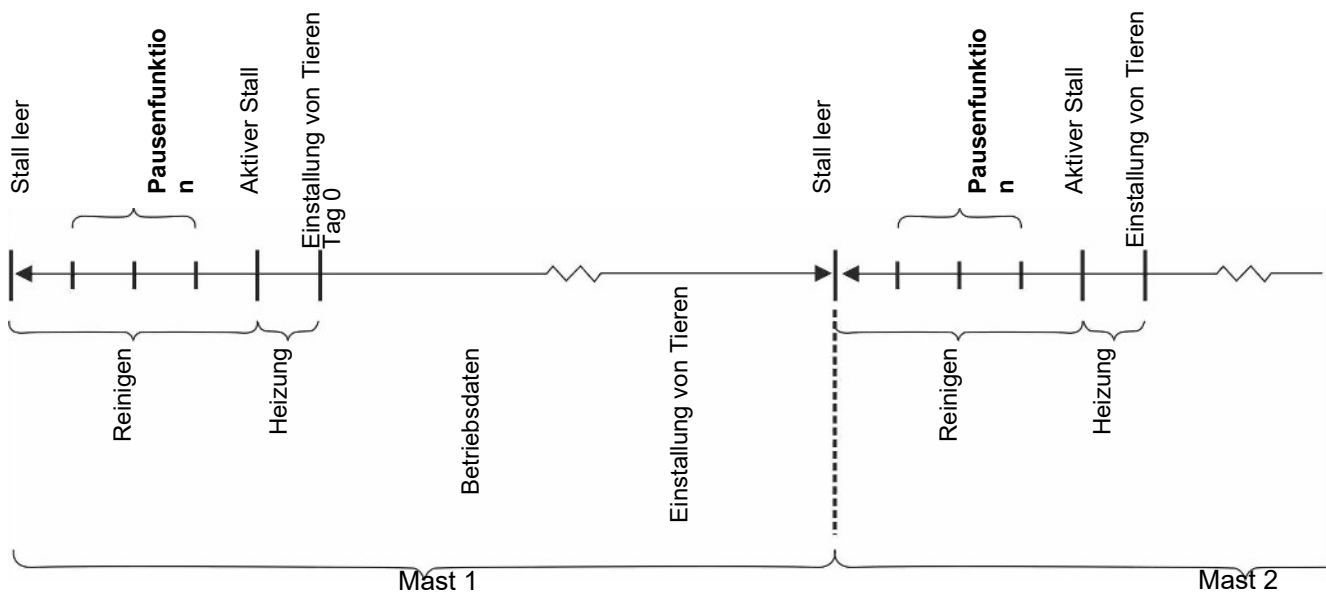 Stall leer
Pausenfunktio
n
Aktiver Stall
Einstallung von Tieren
Tag 0
Stall leer
Pausenfunktio
n
Aktiver Stall
Einstallung von Tieren
Reinigen
Heizung
Betriebsdaten
Einstallung von Tieren
Reinigen
Heizung
Mast 1
Mast 2